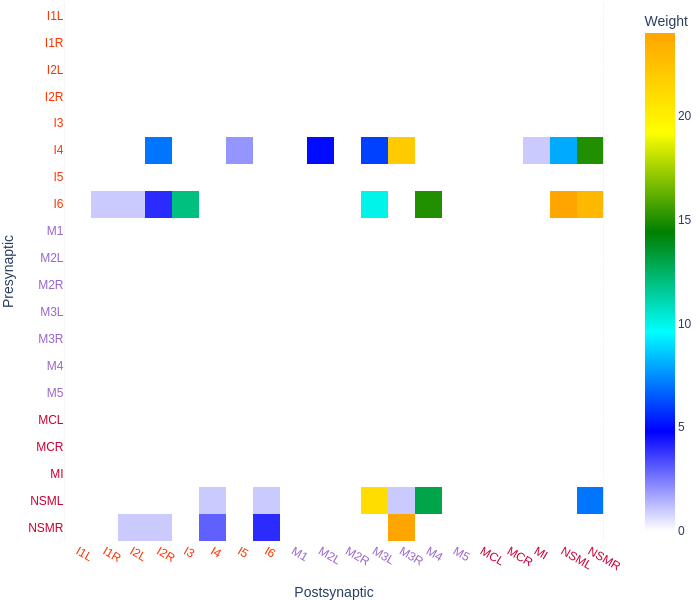 Weight
I1L
I1R
I2L
I2R
I3
I4
I5
I6
M1
M2L
M2R
M3L
M3R
M4
M5
MCL
MCR
MI
NSML
NSMR
Presynaptic
I1L I1R I2L I2R I3 I4 I5 I6 M1 M2L M2R M3L M3R M4 M5 MCL MCR MI NSML NSMR
Postsynaptic
20
15
10
5
0